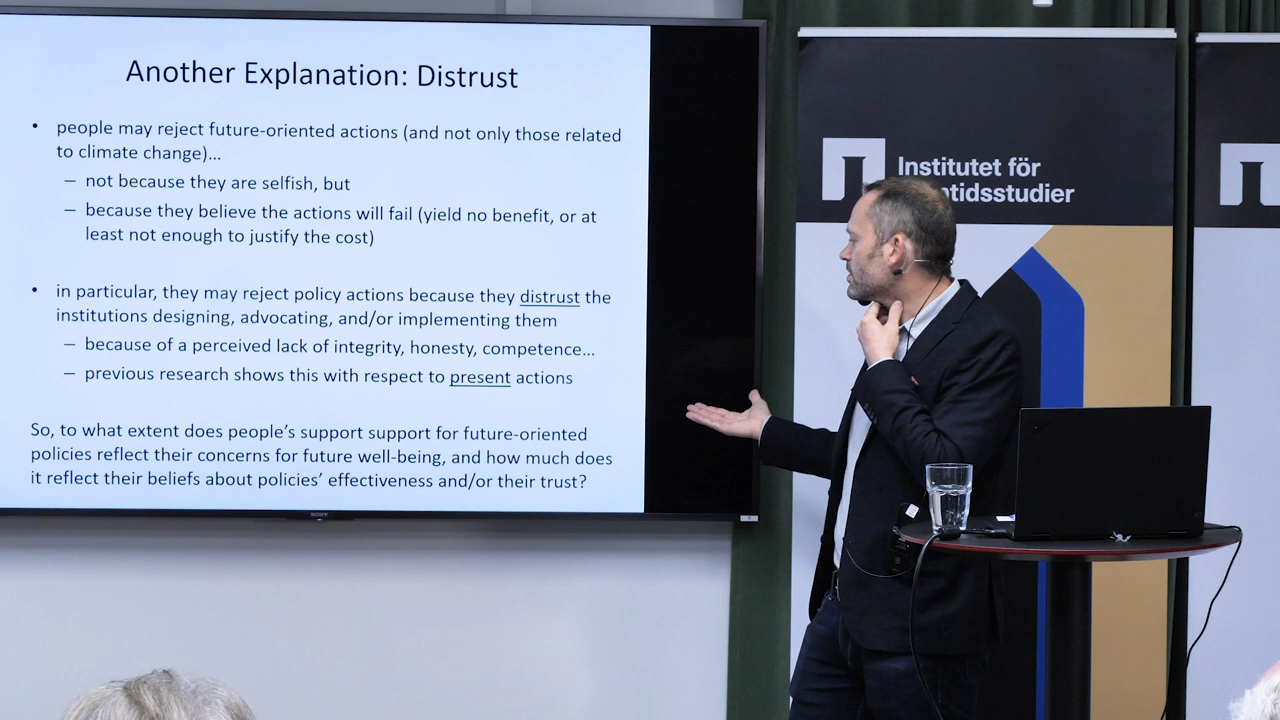 Another Explanation: Distrust
• people may reject future-oriented actions (and not only those related
to climate change)…
– not because they are selfish, but
– because they believe the actions will fail (yield no benefit, or at
least not enough to justify the cost)
• in particular, they may reject policy actions because they distrust the
institutions designing, advocating, and/or implementing them
– because of a perceived lack of integrity, honesty, competence…
– previous research shows this with respect to present actions
So, to what extent does people's support support for future-oriented
policies reflect their concerns for future well-being, and how much does
it reflect their beliefs about policies' effectiveness and/or their trust?
SONY
Institutet för
tidsstudier